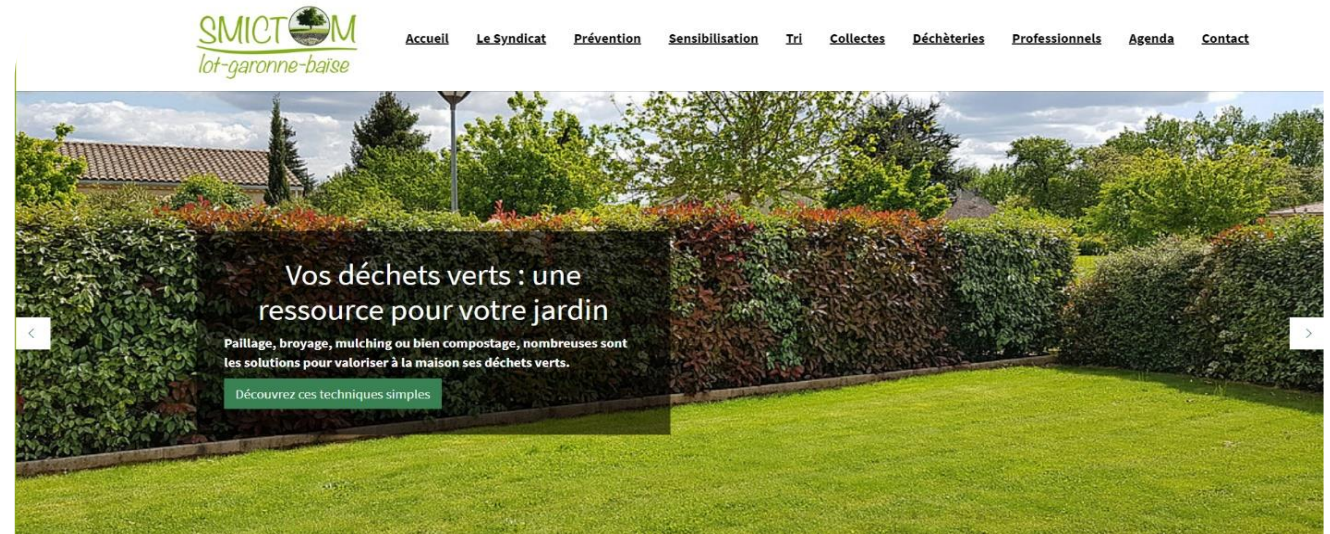 SMICTOM
lot-garonne-baïse
Accueil Le Syndicat Prévention Sensibilisation Tri Collectes Déchèteries Professionnels Agenda Contact
Vos déchets verts : une
ressource pour votre jardin
Paillage, broyage, mulching ou bien compostage, nombreuses sont
les solutions pour valoriser à la maison ses déchets verts.
Découvrez ces techniques simples